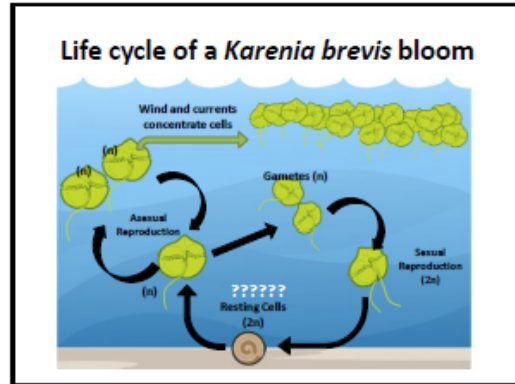 Life cycle of a Karenia brevis bloom
Wind and currents
concentrate cells
(n)
(n)
Gametes (n)
Asexual
Reproduction
Sexual
Reproduction
(2n)
(n)
??????
Resting Cells
(2n)